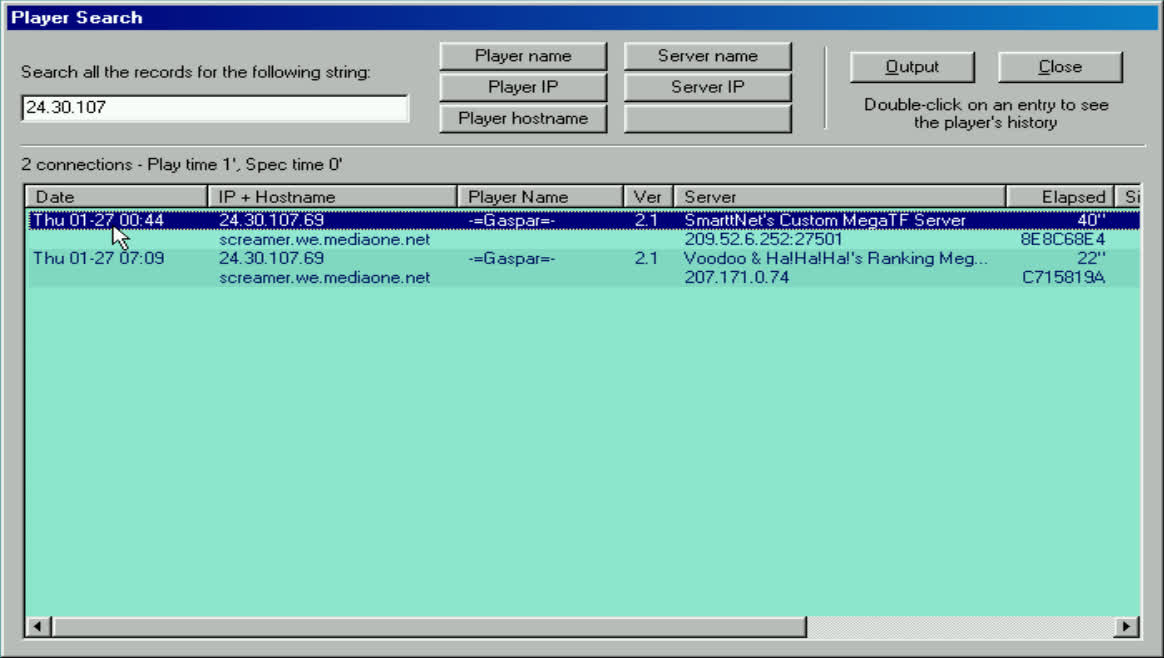 Player Search
Search all the records for the following string:
24.30.107
Player name
Server name
Player IP
Server IP
Player hostname
Output
Close
Double-click on an entry to see
the player's history
2 connections - Play time 1', Spec time 0'
Date IP + Hostname Player Name Ver Server Elapsed Si
Thu 01-27 00:44 24.30.107.69 -=Gaspar=- 2.1 SmarttNet's Custom MegaTF Server 40''
screamer.we.mediaone.net 209.52.6.252:27501 8E8C68E4
Thu 01-27 07:09 24.30.107.69 -=Gaspar=- 2.1 Voodoo & Ha!Ha!Ha!'s Ranking Meg... 22''
screamer.we.mediaone.net 207.171.0.74 C715819A